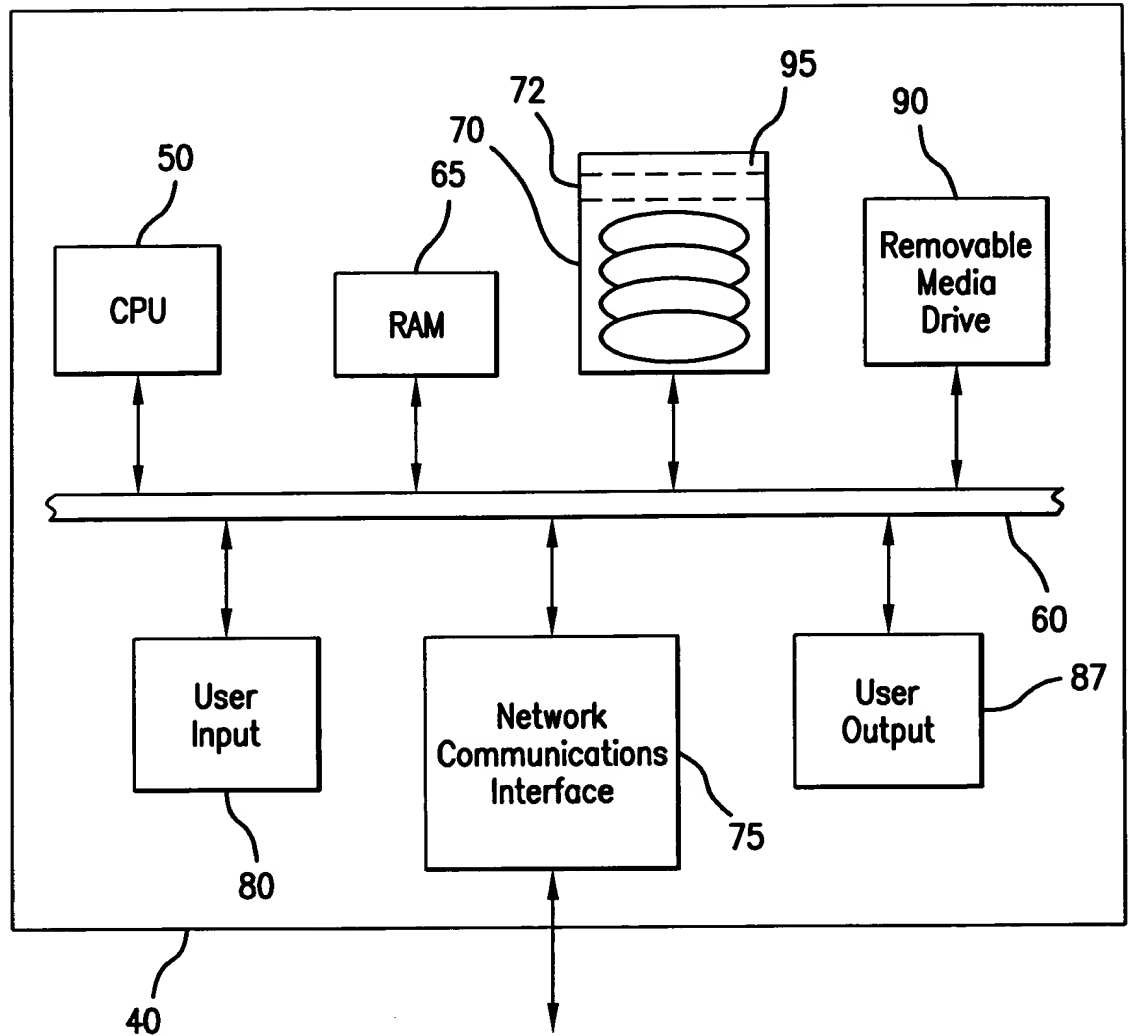 95
72
90
70
50
65
CPU
RAM
Removable
Media
Drive
60
User
Input
Network
Communications
Interface
User
Output
87
75
80
40